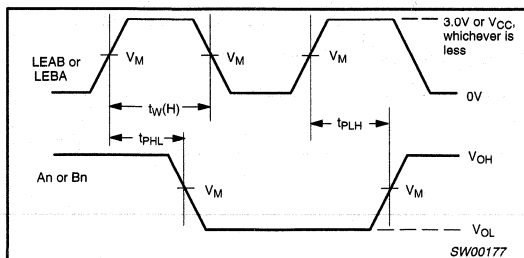 3.0V or VCC,
whichever is
less
LEAB or
LEBA
VM
VM
VM
VM
0V
tW(H)
tPHL
tPLH
An or Bn
VOH
VM
VM
VOL
SW00177